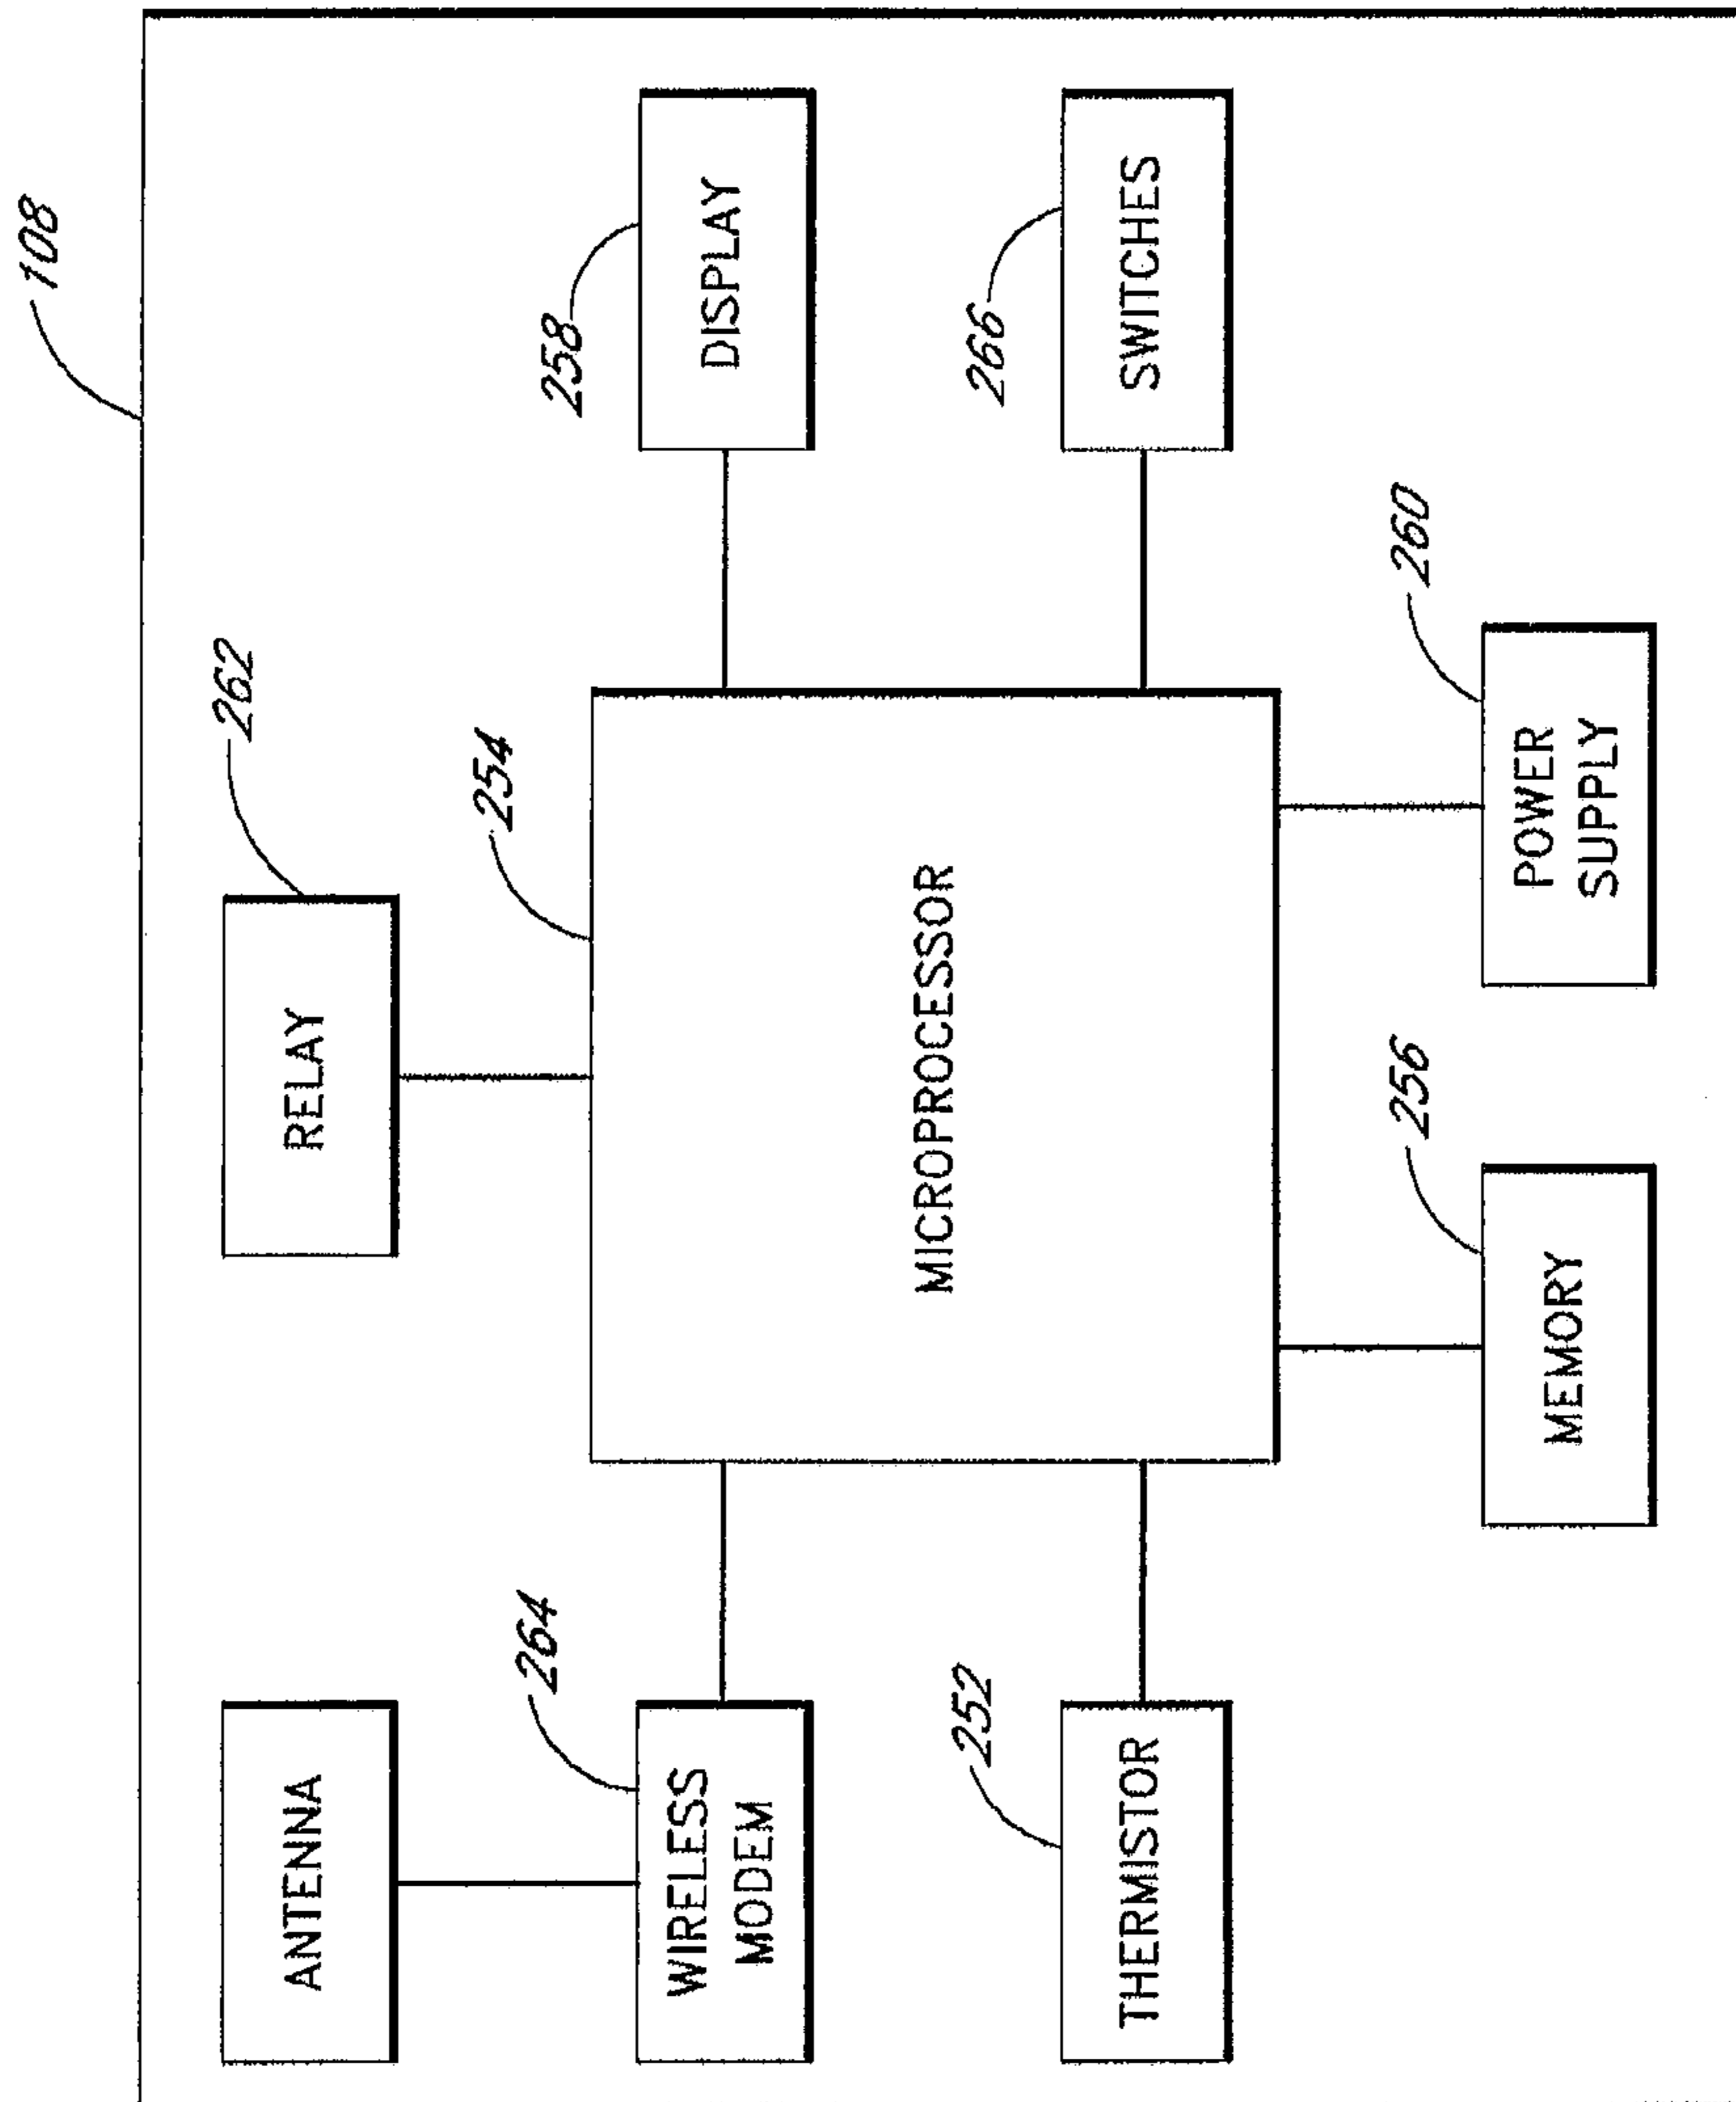 108
ANTENNA
RELAY
262
WIRELESS
MODEM
264
254
MICROPROCESSOR
DISPLAY
258
THERMISTOR
252
SWITCHES
266
MEMORY
256
POWER
SUPPLY
260